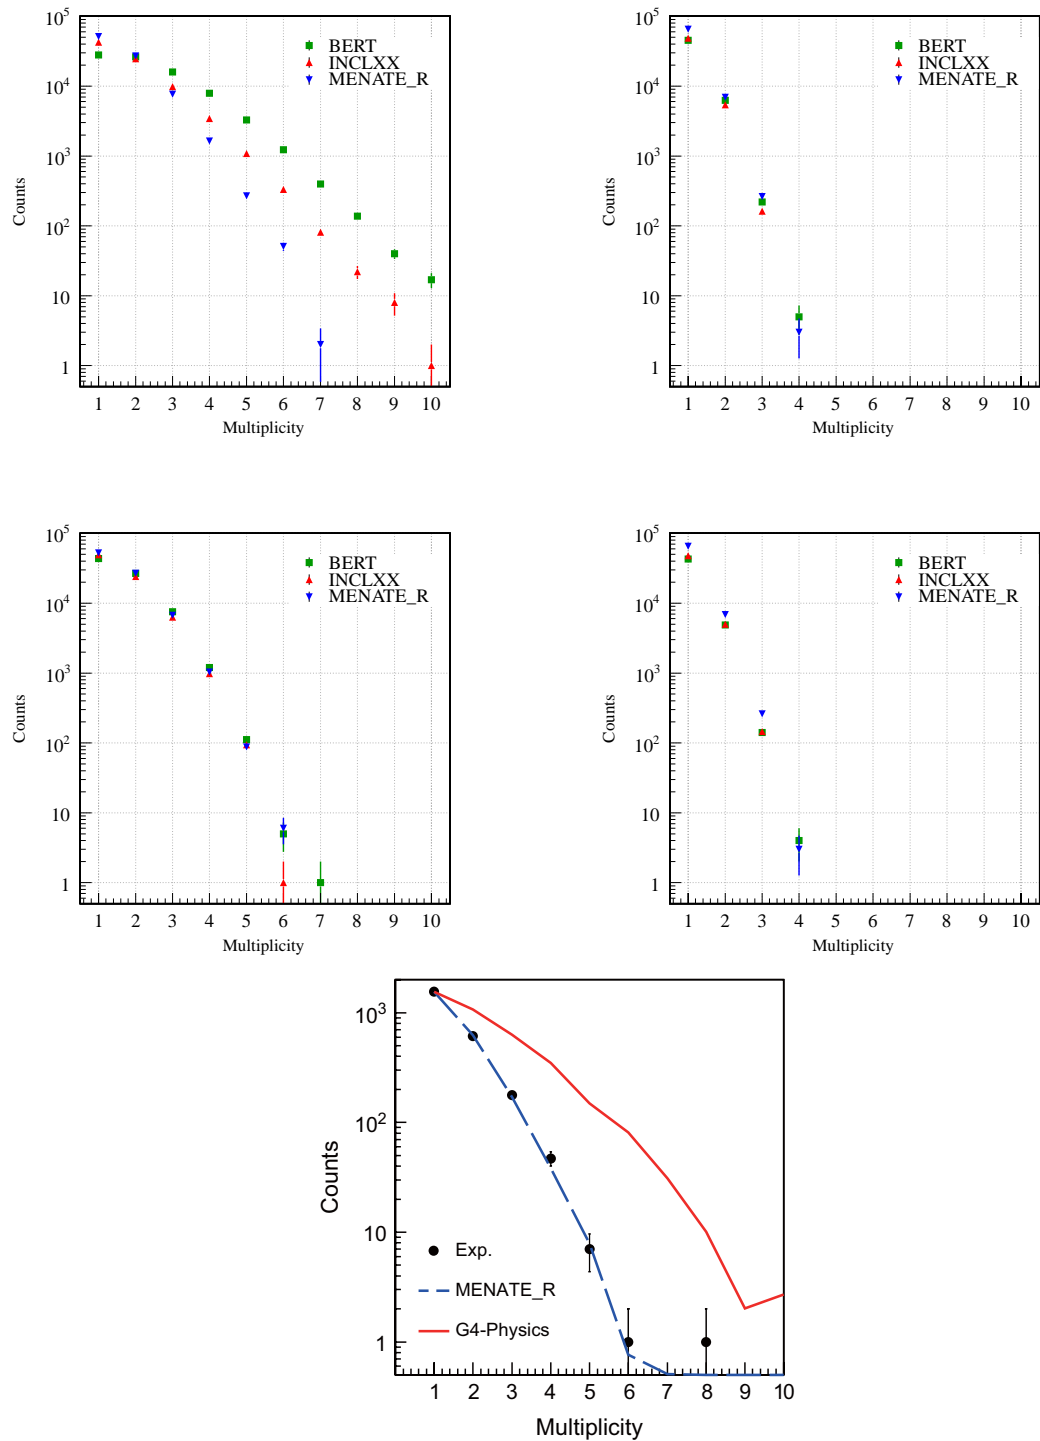 10^5
10^4
10^3
10^2
10
1
Counts
BERT
INCLXX
MENATE_R
1 2 3 4 5 6 7 8 9 10
Multiplicity
10^5
10^4
10^3
10^2
10
1
Counts
BERT
INCLXX
MENATE_R
1 2 3 4 5 6 7 8 9 10
Multiplicity
10^5
10^4
10^3
10^2
10
1
Counts
BERT
INCLXX
MENATE_R
1 2 3 4 5 6 7 8 9 10
Multiplicity
10^5
10^4
10^3
10^2
10
1
Counts
BERT
INCLXX
MENATE_R
1 2 3 4 5 6 7 8 9 10
Multiplicity
10^3
10^2
10
1
Counts
Exp.
MENATE_R
G4-Physics
1 2 3 4 5 6 7 8 9 10
Multiplicity